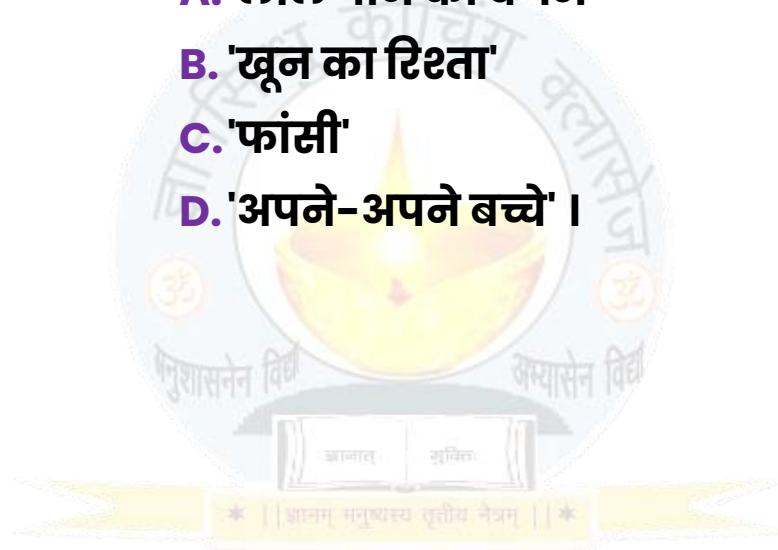 A.
B. 'खून का रिश्ता'
C. 'फांसी'
D. 'अपने-अपने बच्चे' ।
कोचिंग क्लासेज
ॐ
ॐ
अनुशासनेन विद्या
अभ्यासेन विद्या
ज्ञानात् मुक्तिः
* ||ज्ञानम् मनुष्यस्य तृतीय नेत्रम्|| *